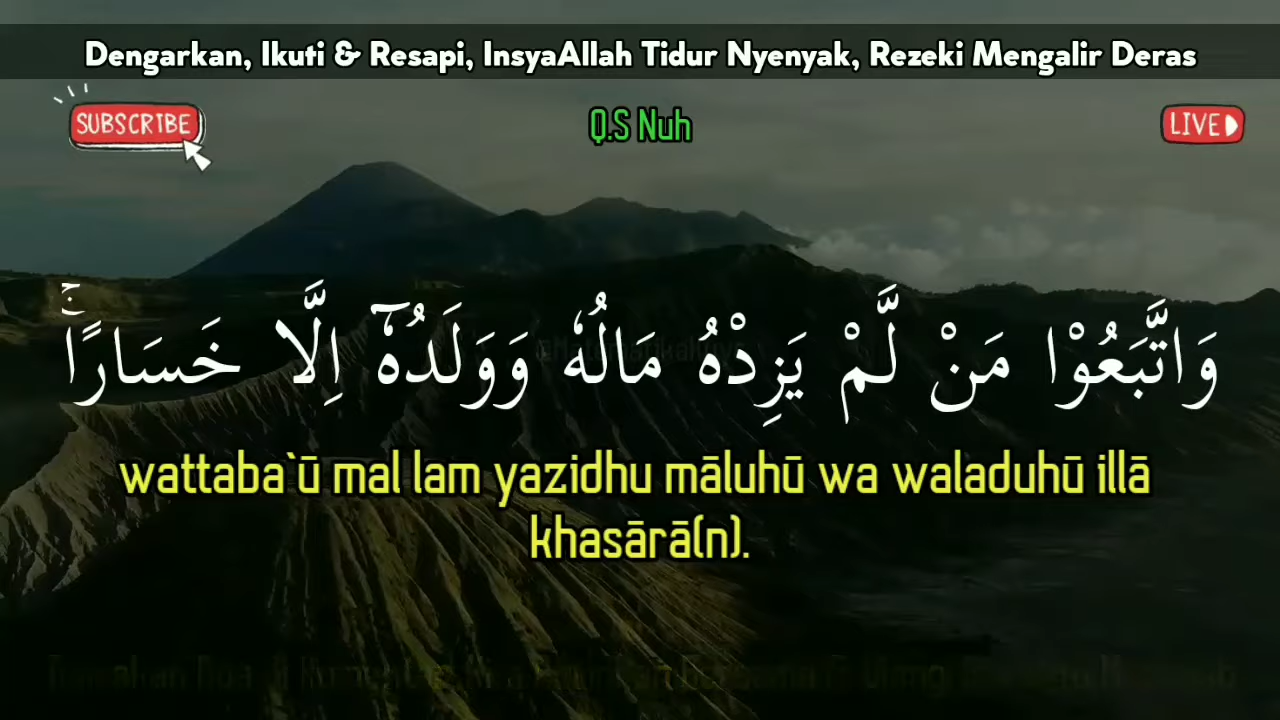 Dengarkan, Ikuti & Resapi, InsyaAllah Tidur Nyenyak, Rezeki Mengalir Deras
SUBSCRIBE
Q.S Nuh
LIVE
وَاتَّبَعُوْا مَنْ لَّمْ يَزِدْهُ مَالُهٗ وَوَلَدُهٗٓ اِلَّا خَسَارًاۚ
wattaba`ū mal lam yazidhu māluhū wa waladuhū illā
khasārā(n).